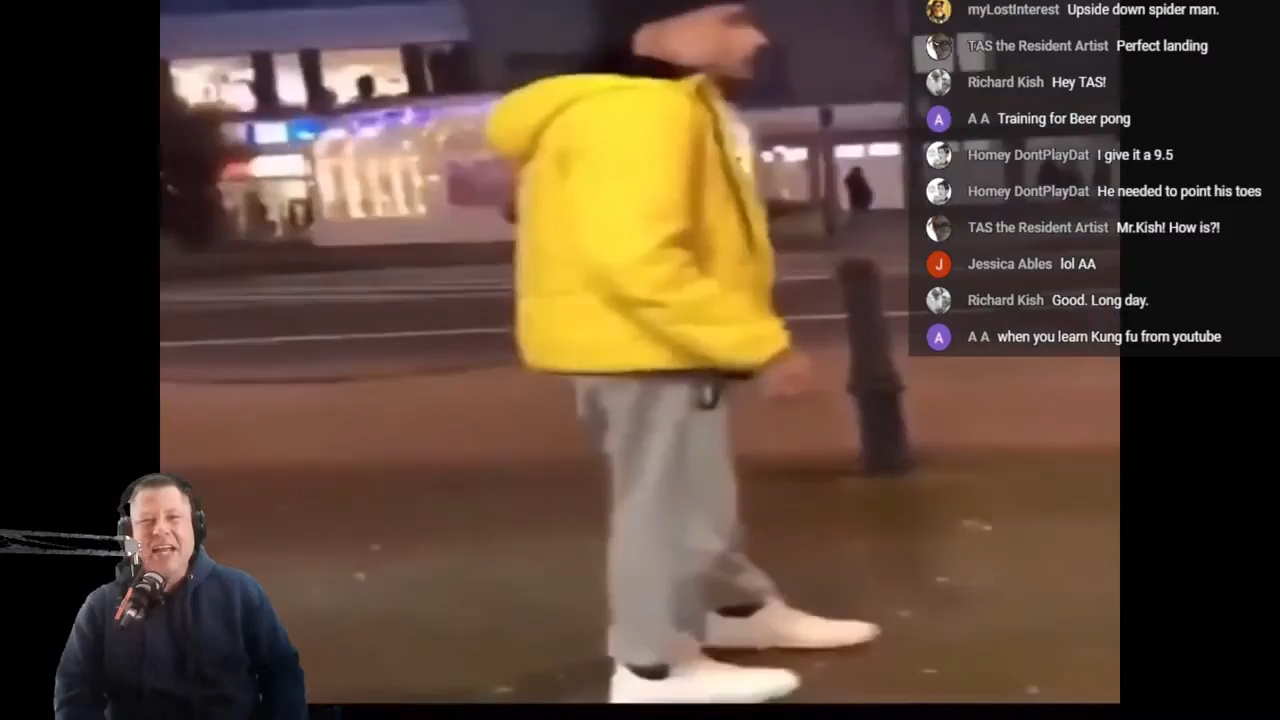 myLostInterest Upside down spider man.
TAS the Resident Artist Perfect landing
Richard Kish Hey TAS!
A A A Training for Beer pong
Homey DontPlayDat I give it a 9.5
Homey DontPlayDat He needed to point his toes
TAS the Resident Artist Mr.Kish! How is?!
J Jessica Ables lol AA
Richard Kish Good. Long day.
A A A when you learn Kung fu from youtube